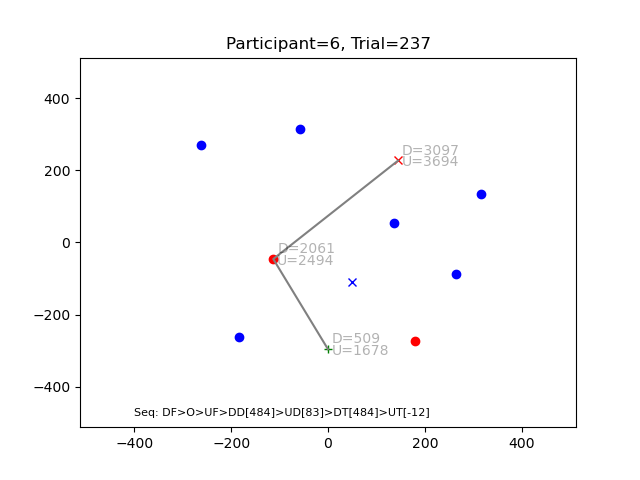 Participant=6, Trial=237
400
200
0
−200
−400
D=3097
U=3694
D=2061
U=2494
D=509
U=1678
Seq: DF>O>UF>DD[484]>UD[83]>DT[484]>UT[-12]
−400
−200
0
200
400